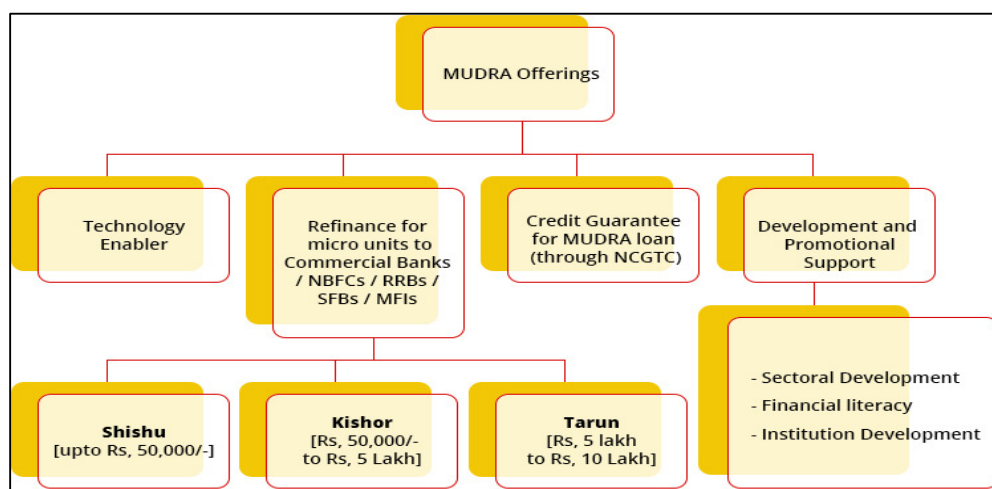 MUDRA Offerings
Technology
Enabler
Refinance for
micro units to
Commercial Banks
/ NBFCs / RRBs /
SFBs / MFIs
Credit Guarantee
for MUDRA loan
(through NCGTC)
Development and
Promotional
Support
Shishu
[upto Rs, 50,000/-]
Kishor
[Rs, 50,000/-
to Rs, 5 Lakh]
Tarun
[Rs, 5 lakh
to Rs, 10 Lakh]
- Sectoral Development
- Financial literacy
- Institution Development